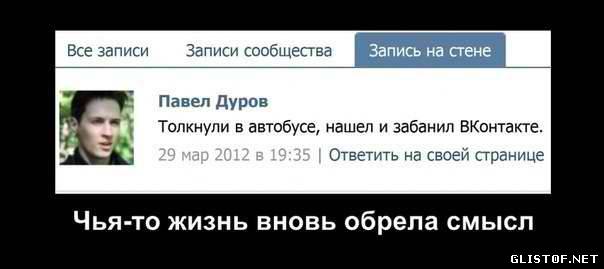 Все записи Записи сообщества Запись на стене
Павел Дуров
Толкнули в автобусе, нашел и забанил ВКонтакте.
29 мар 2012 в 19:35 | Ответить на своей странице
Чья-то жизнь вновь обрела смысл
GLISTOF.NET